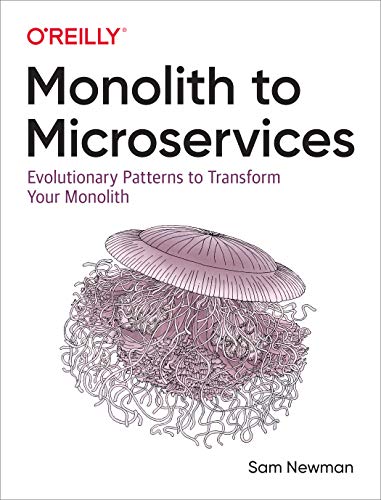 O'REILLY®
Monolith to
Microservices
Evolutionary Patterns to Transform
Your Monolith
Sam Newman